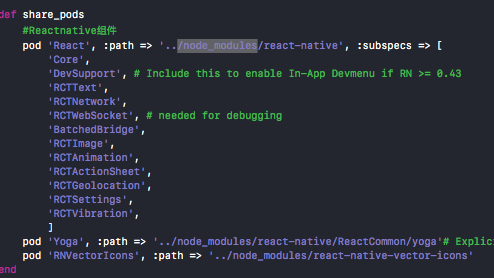 def share_pods
#Reactnative组件
pod 'React', :path => '../node_modules/react-native', :subspecs => [
'Core',
'DevSupport', # Include this to enable In-App Devmenu if RN >= 0.43
'RCTText',
'RCTNetwork',
'RCTWebSocket', # needed for debugging
'BatchedBridge',
'RCTImage',
'RCTAnimation',
'RCTActionSheet',
'RCTGeolocation',
'RCTSettings',
'RCTVibration',
]
pod 'Yoga', :path => '../node_modules/react-native/ReactCommon/yoga'# Explic
pod 'RNVectorIcons', :path => '../node_modules/react-native-vector-icons'
end